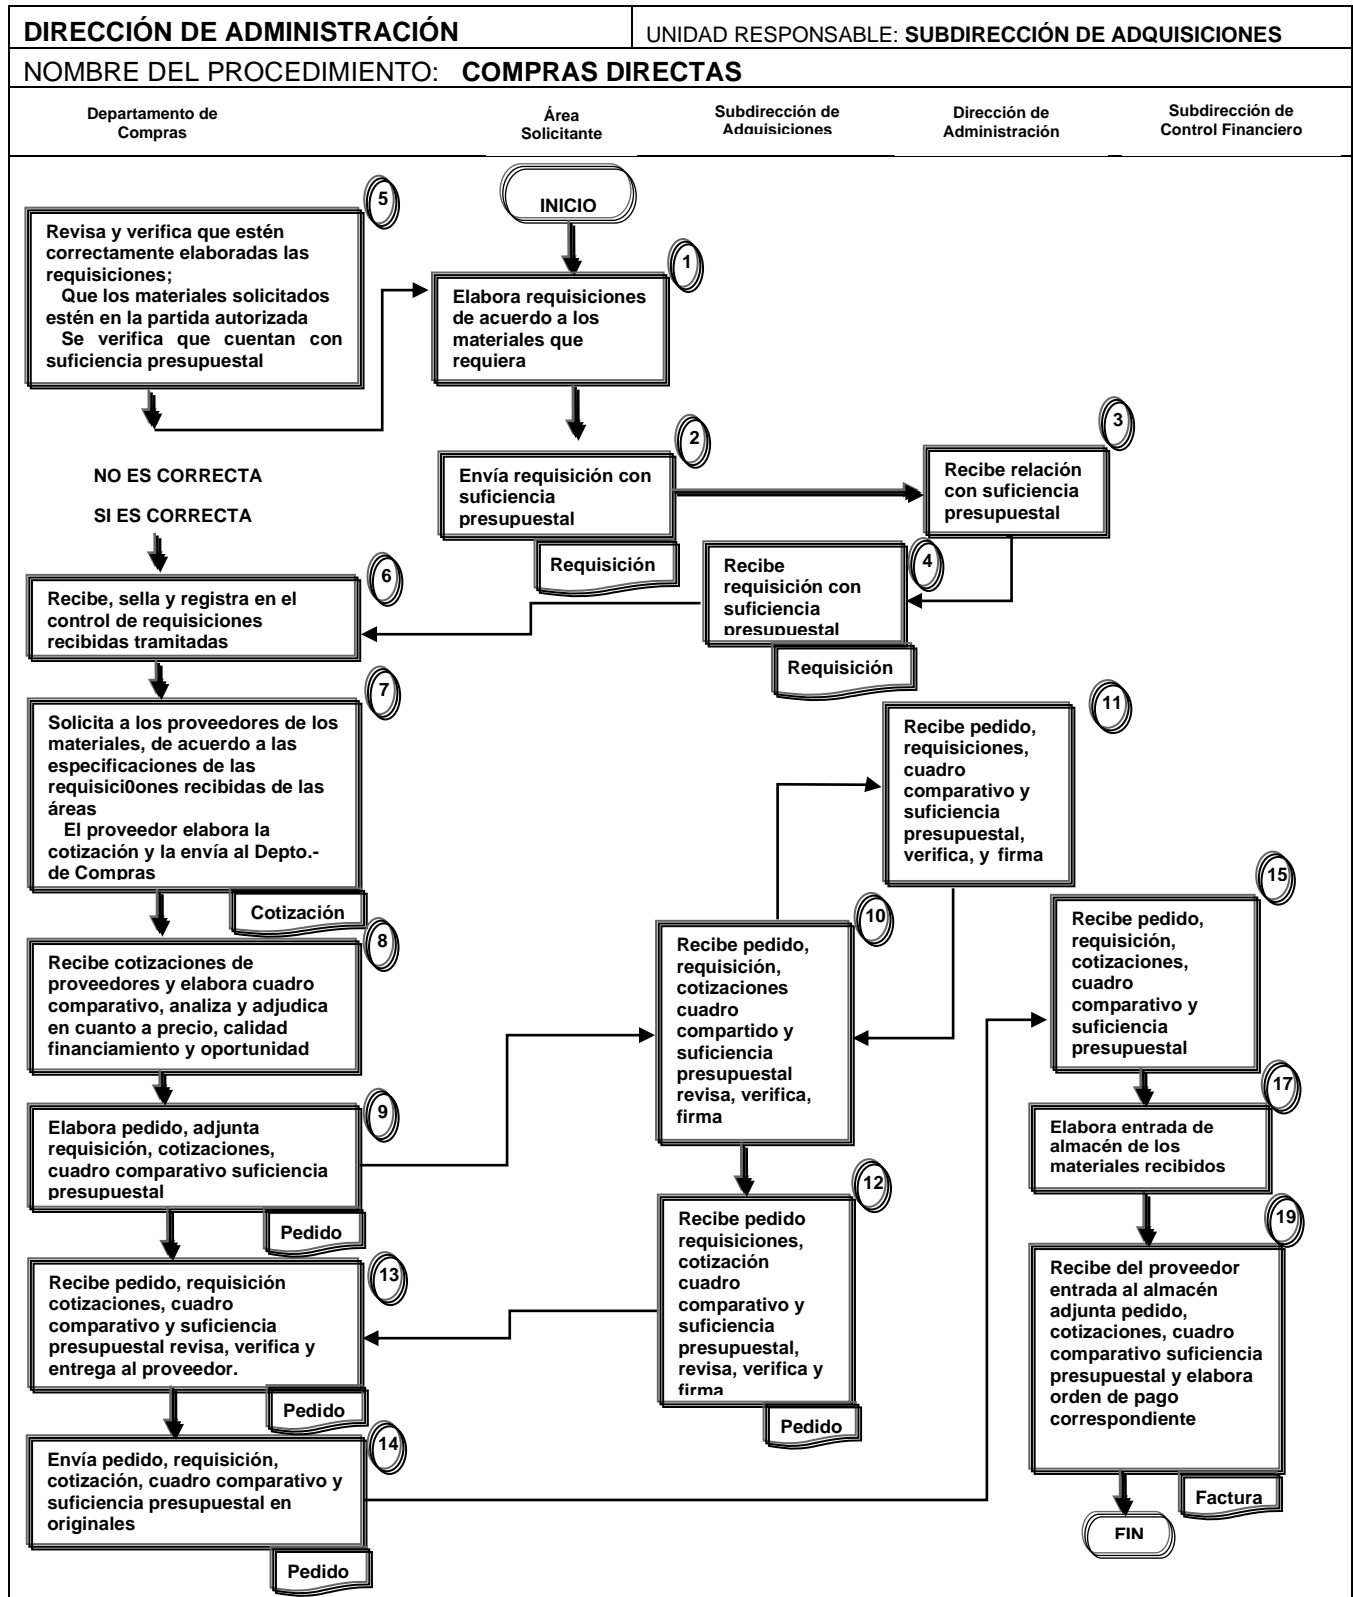 DIRECCIÓN DE ADMINISTRACIÓN
UNIDAD RESPONSABLE: SUBDIRECCIÓN DE ADQUISICIONES
NOMBRE DEL PROCEDIMIENTO: COMPRAS DIRECTAS
Departamento de
Compras
Área
Solicitante
Subdirección de
Adquisiciones
Dirección de
Administración
Subdirección de
Control Financiero
INICIO
5
Revisa y verifica que estén
correctamente elaboradas las
requisiciones;
Que los materiales solicitados
estén en la partida autorizada
Se verifica que cuentan con
suficiencia presupuestal
1
Elabora requisiciones
de acuerdo a los
materiales que
requiera
NO ES CORRECTA
SI ES CORRECTA
2
Envía requisición con
suficiencia
presupuestal
Requisición
3
Recibe relación
con suficiencia
presupuestal
4
Recibe
requisición con
suficiencia
presupuestal
Requisición
6
Recibe, sella y registra en el
control de requisiciones
recibidas tramitadas
7
Solicita a los proveedores de los
materiales, de acuerdo a las
especificaciones de las
requisici0ones recibidas de las
áreas
El proveedor elabora la
cotización y la envía al Depto.-
de Compras
Cotización
11
Recibe pedido,
requisiciones,
cuadro
comparativo y
suficiencia
presupuestal,
verifica, y firma
8
Recibe cotizaciones de
proveedores y elabora cuadro
comparativo, analiza y adjudica
en cuanto a precio, calidad
financiamiento y oportunidad
10
Recibe pedido,
requisición,
cotizaciones
cuadro
compartido y
suficiencia
presupuestal
revisa, verifica,
firma
15
Recibe pedido,
requisición,
cotizaciones,
cuadro
comparativo y
suficiencia
presupuestal
9
Elabora pedido, adjunta
requisición, cotizaciones,
cuadro comparativo suficiencia
presupuestal
Pedido
17
Elabora entrada de
almacén de los
materiales recibidos
12
Recibe pedido
requisiciones,
cotización
cuadro
comparativo y
suficiencia
presupuestal,
revisa, verifica y
firma
Pedido
13
Recibe pedido, requisición
cotizaciones, cuadro
comparativo y suficiencia
presupuestal revisa, verifica y
entrega al proveedor.
Pedido
19
Recibe del proveedor
entrada al almacén
adjunta pedido,
cotizaciones, cuadro
comparativo suficiencia
presupuestal y elabora
orden de pago
correspondiente
Factura
14
Envía pedido, requisición,
cotización, cuadro comparativo y
suficiencia presupuestal en
originales
Pedido
FIN